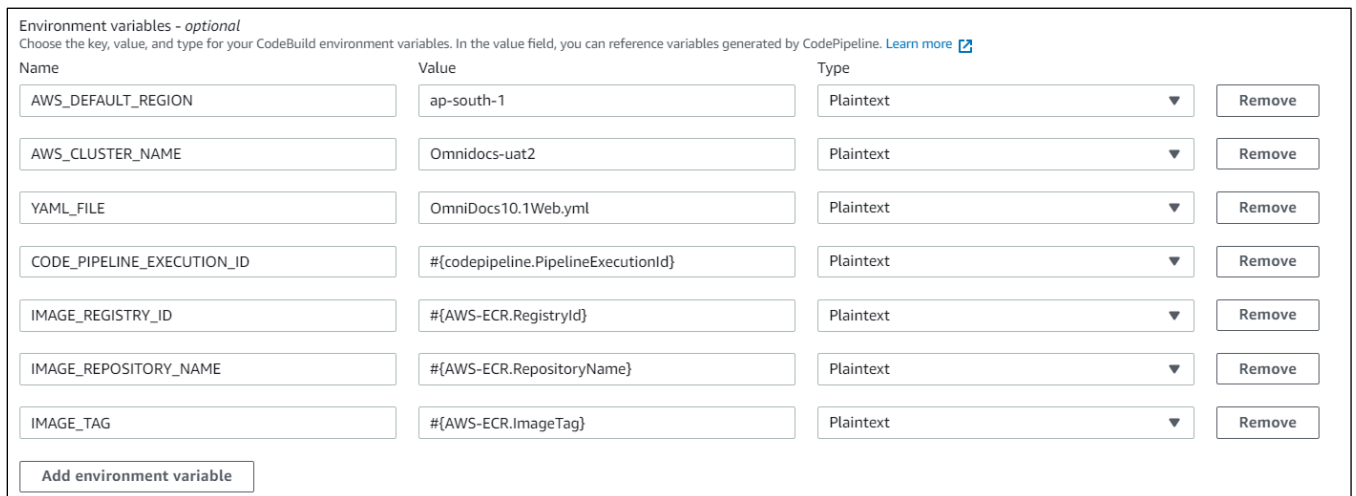 Environment variables - optional
Choose the key, value, and type for your CodeBuild environment variables. In the value field, you can reference variables generated by CodePipeline. Learn more
Name Value Type
AWS_DEFAULT_REGION ap-south-1 Plaintext Remove
AWS_CLUSTER_NAME Omnidocs-uat2 Plaintext Remove
YAML_FILE OmniDocs10.1Web.yml Plaintext Remove
CODE_PIPELINE_EXECUTION_ID #{codepipeline.PipelineExecutionId} Plaintext Remove
IMAGE_REGISTRY_ID #{AWS-ECR.RegistryId} Plaintext Remove
IMAGE_REPOSITORY_NAME #{AWS-ECR.RepositoryName} Plaintext Remove
IMAGE_TAG #{AWS-ECR.ImageTag} Plaintext Remove
Add environment variable